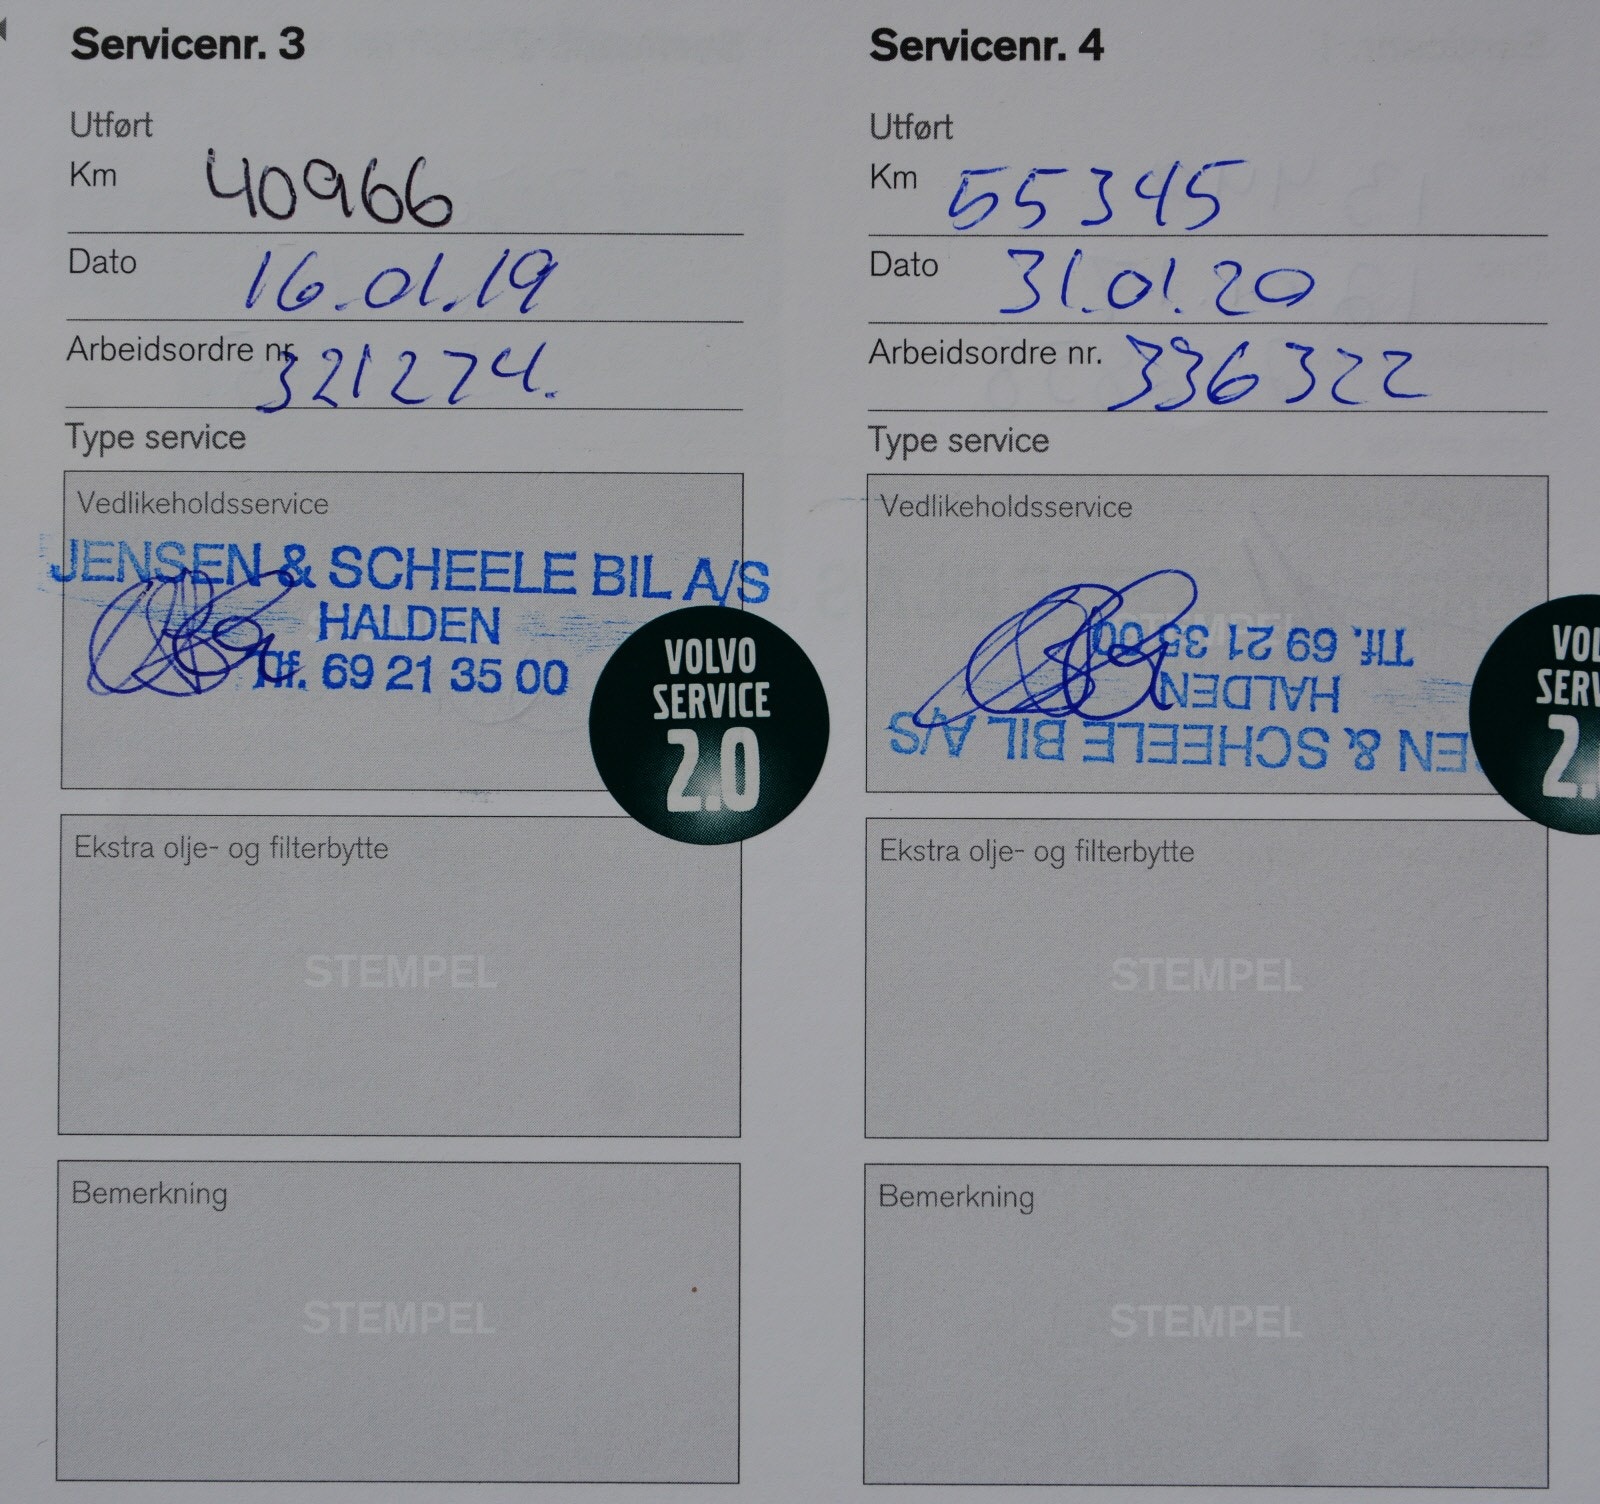 Servicenr. 3
Utført
Km 40966
Dato 16.01.19
Arbeidsordre nr. 321274.
Type service
Vedlikeholdsservice
JENSEN & SCHEELE BIL A/S
HALDEN
Tlf. 69 21 35 00
VOLVO
SERVICE
2.0
Ekstra olje- og filterbytte
STEMPEL
Bemerkning
STEMPEL
Servicenr. 4
Utført
Km 55345
Dato 31.01.20
Arbeidsordre nr. 336322
Type service
Vedlikeholdsservice
EN & SCHEELE BIL A/S
HALDEN
Tlf. 69 21 35 00
VOL
SERV
2.
Ekstra olje- og filterbytte
STEMPEL
Bemerkning
STEMPEL